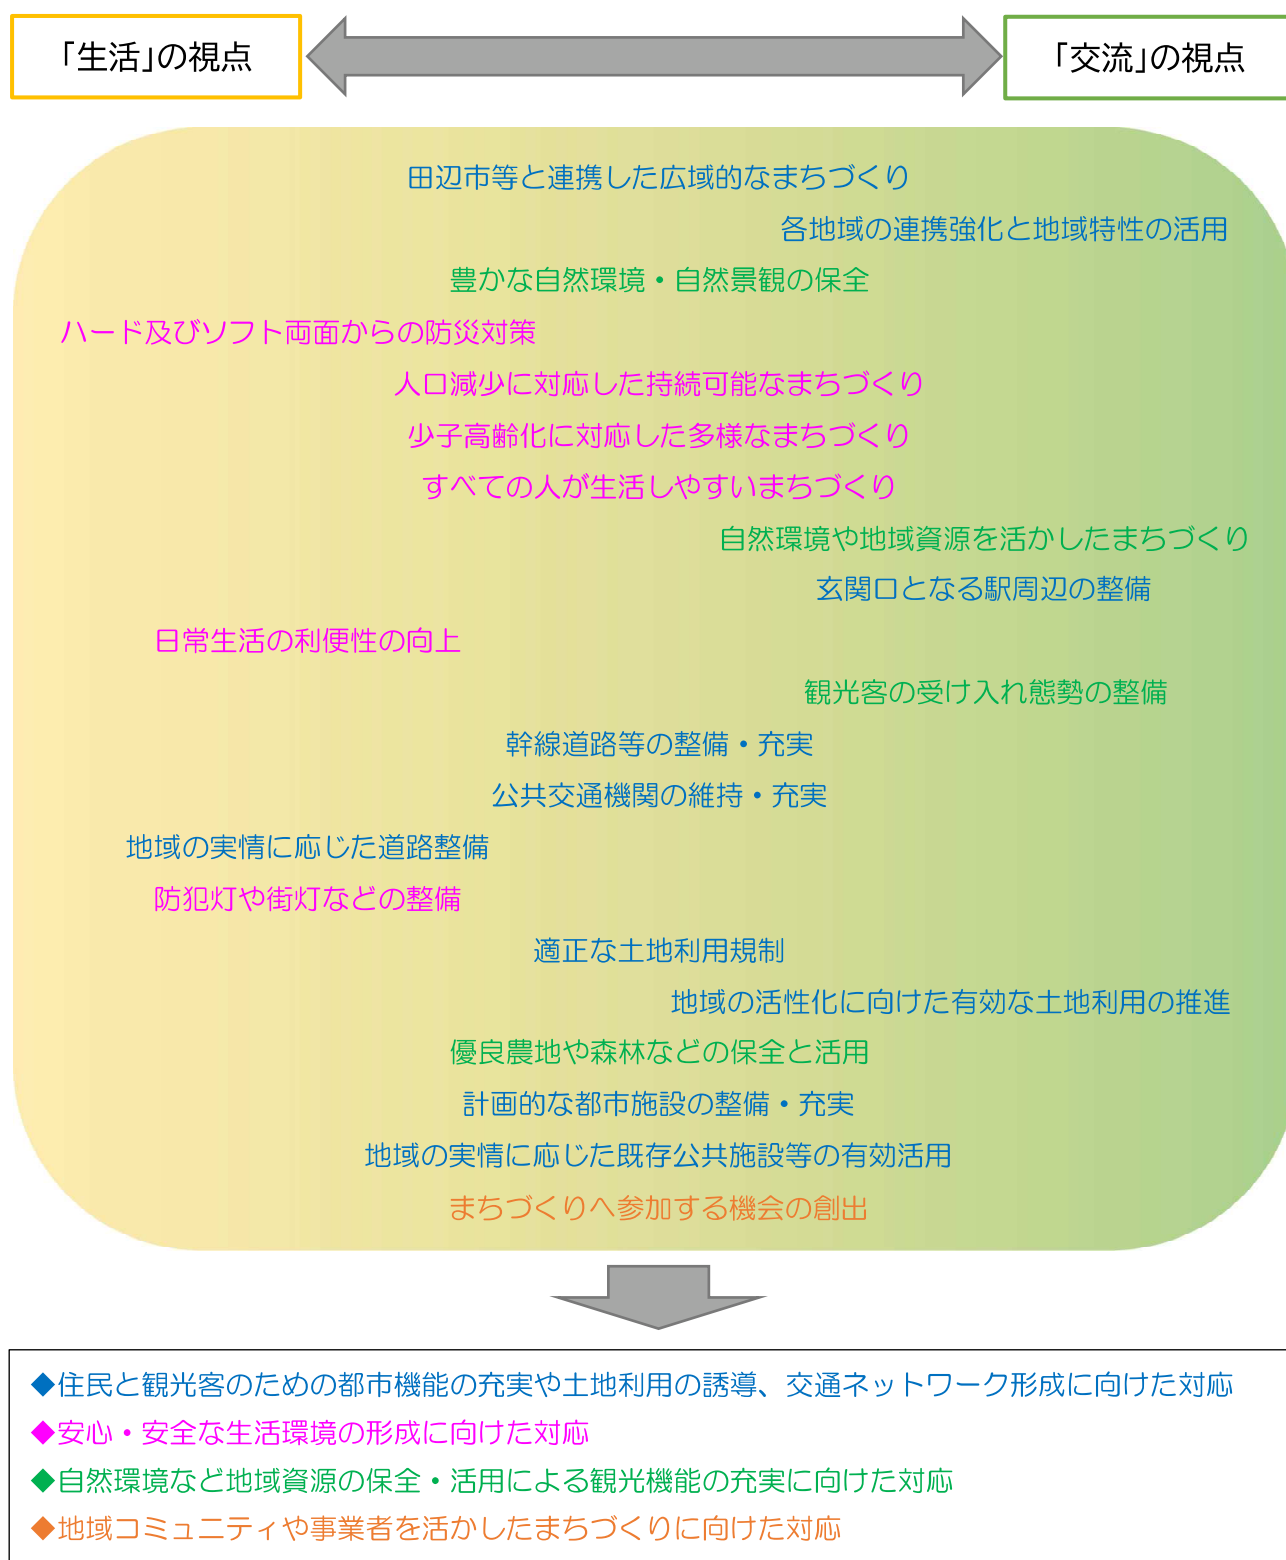 「生活」の視点
「交流」の視点
田辺市等と連携した広域的なまちづくり
各地域の連携強化と地域特性の活用
豊かな自然環境・自然景観の保全
ハード及びソフト両面からの防災対策
人口減少に対応した持続可能なまちづくり
少子高齢化に対応した多様なまちづくり
すべての人が生活しやすいまちづくり
自然環境や地域資源を活かしたまちづくり
玄関口となる駅周辺の整備
日常生活の利便性の向上
観光客の受け入れ態勢の整備
幹線道路等の整備・充実
公共交通機関の維持・充実
地域の実情に応じた道路整備
防犯灯や街灯などの整備
適正な土地利用規制
地域の活性化に向けた有効な土地利用の推進
優良農地や森林などの保全と活用
計画的な都市施設の整備・充実
地域の実情に応じた既存公共施設等の有効活用
まちづくりへ参加する機会の創出
◆住民と観光客のための都市機能の充実や土地利用の誘導、交通ネットワーク形成に向けた対応
◆安心・安全な生活環境の形成に向けた対応
◆自然環境など地域資源の保全・活用による観光機能の充実に向けた対応
◆地域コミュニティや事業者を活かしたまちづくりに向けた対応